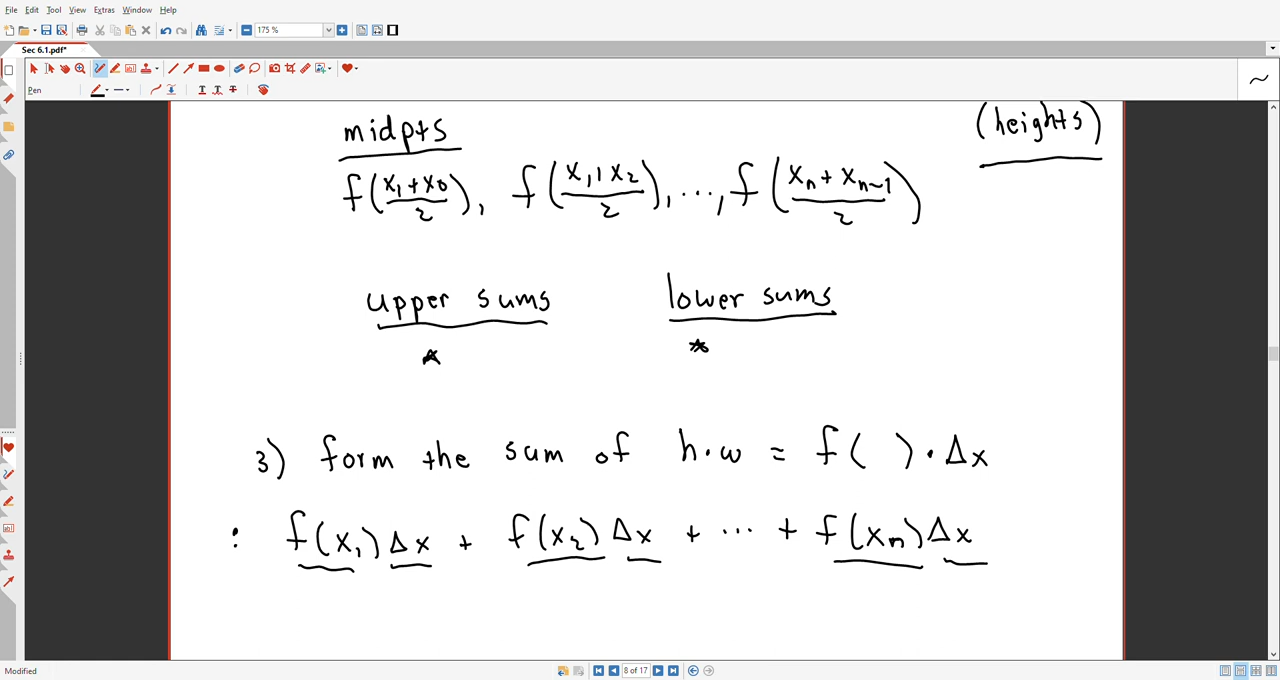 File Edit Tool View Extras Window Help
175 %
Sec 6.1.pdf*
Pen
(heights)
midpts
f(x₁+x₀/2), f(x₁+x₂/2), ..., f(xₙ+xₙ₋₁/2)
upper sums lower sums
* *
3) form the sum of h·w = f( )·Δx
: f(x₁)Δx + f(x₂)Δx + ··· + f(xₙ)Δx
Modified
8 of 17